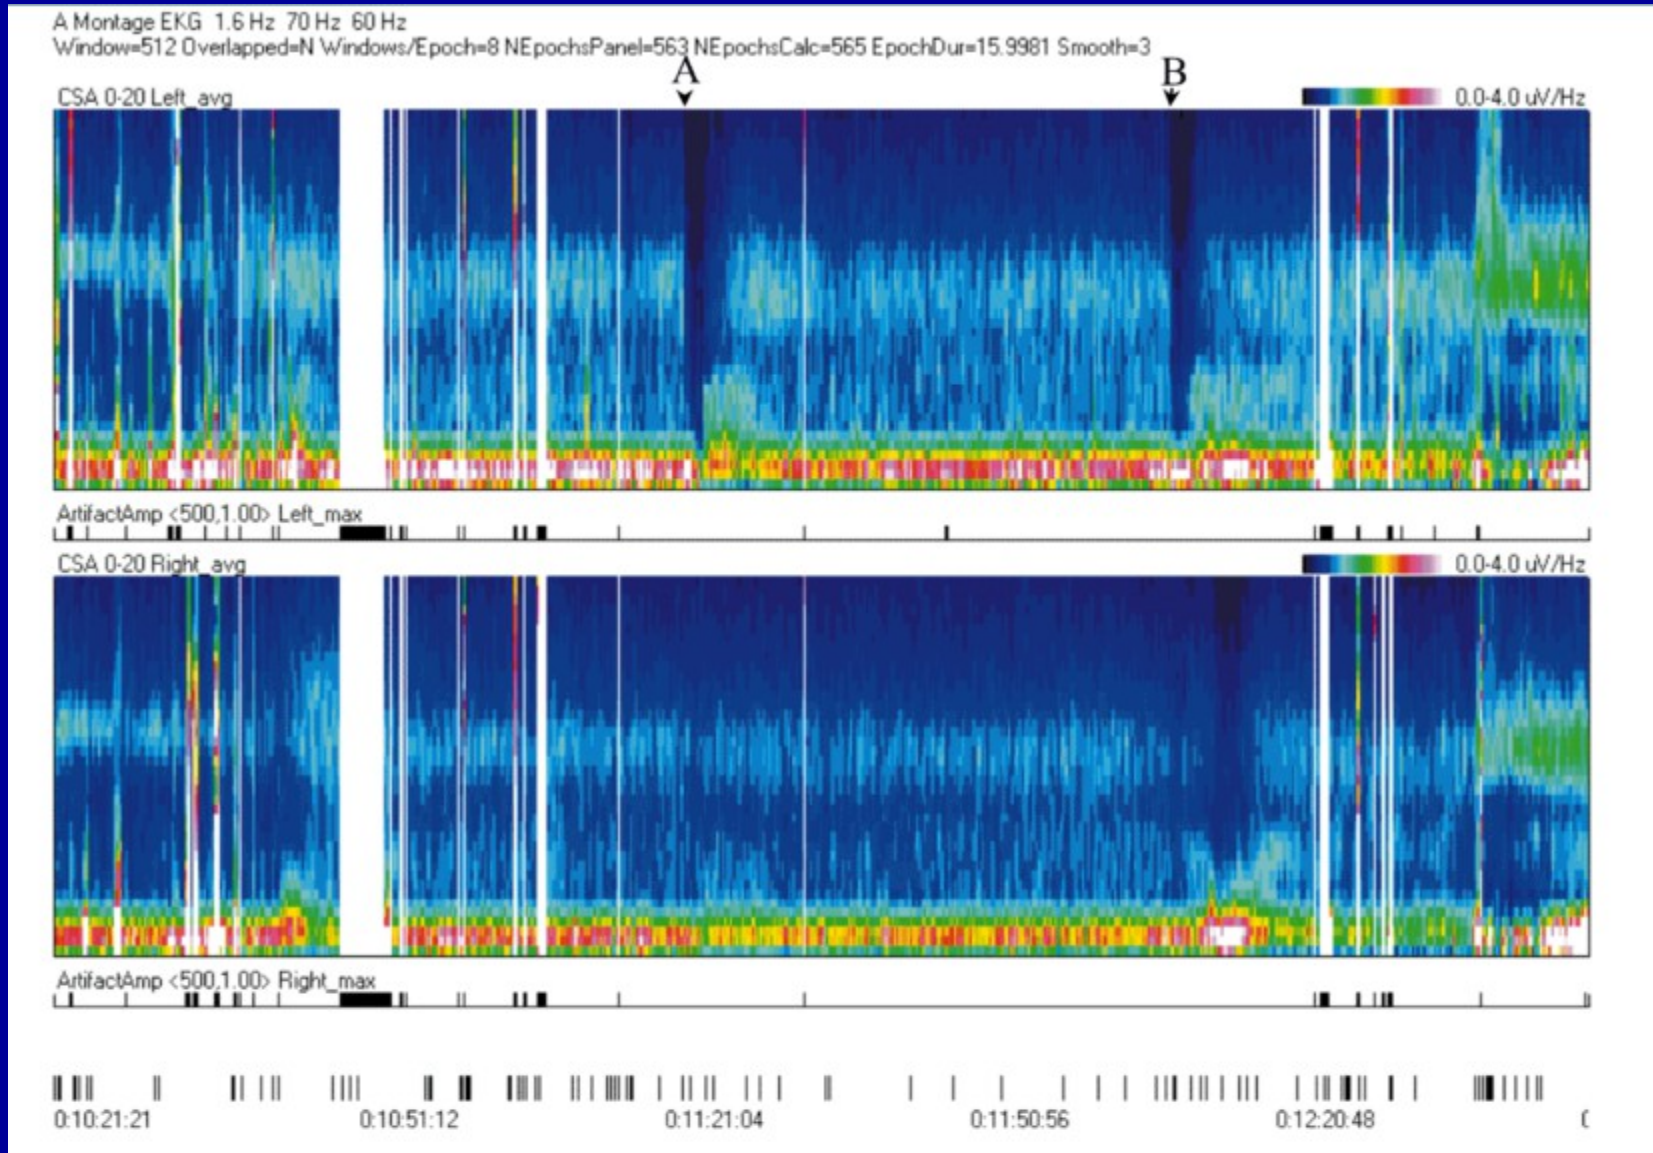 A Montage EKG 1.6 Hz 70 Hz 60 Hz
Window=512 Overlapped=N Windows/Epoch=8 NEpochsPanel=563 NEpochsCalc=565 EpochDur=15.9981 Smooth=3
A B
CSA 0-20 Left_avg 0.0-4.0 uV/Hz
ArtifactAmp <500,1.00> Left_max
CSA 0-20 Right_avg 0.0-4.0 uV/Hz
ArtifactAmp <500,1.00> Right_max
0:10:21:21 0:10:51:12 0:11:21:04 0:11:50:56 0:12:20:48